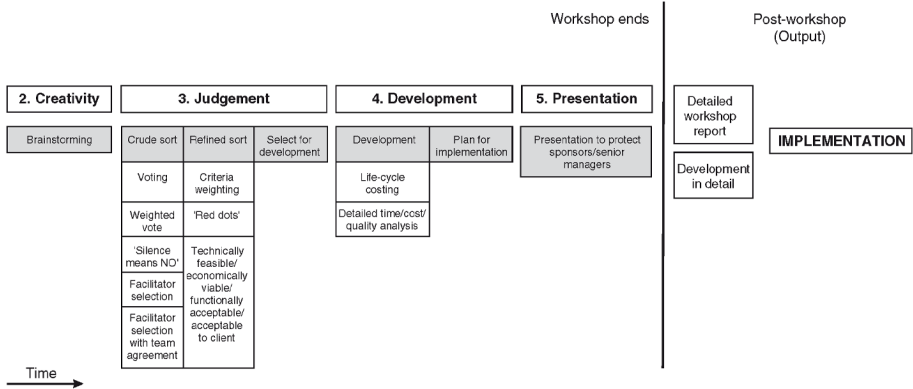 Workshop ends
Post-workshop
(Output)
2. Creativity
3. Judgement
4. Development
5. Presentation
Brainstorming
Crude sort
Refined sort
Select for
development
Development
Plan for
implementation
Presentation to protect
sponsors/senior
managers
Detailed
workshop
report
IMPLEMENTATION
Development
in detail
Voting
Criteria
weighting
Life-cycle
costing
Weighted
vote
'Red dots'
Detailed time/cost/
quality analysis
'Silence
means NO'
Technically
feasible/
economically
viable/
functionally
acceptable/
acceptable
to client
Facilitator
selection
Facilitator
selection
with team
agreement
Time